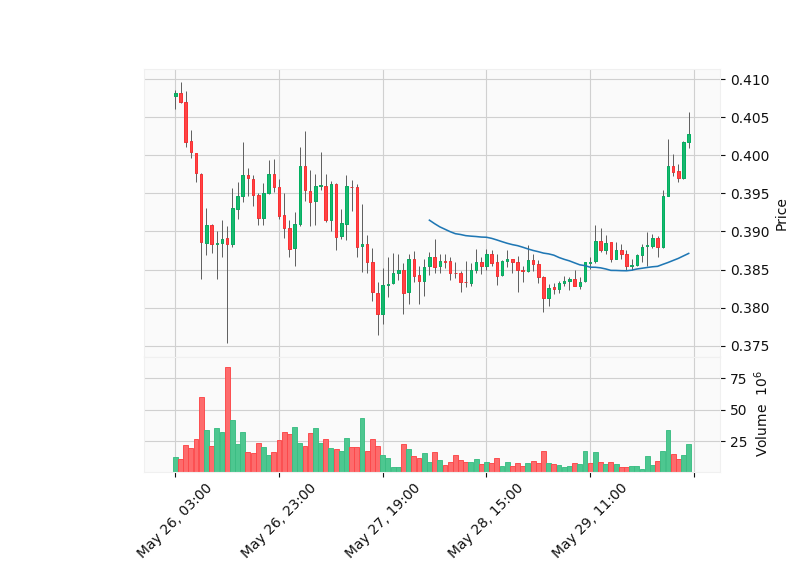 0.410
0.405
0.400
0.395
0.390
0.385
0.380
0.375
Price
75
50
25
Volume 10⁶
May 26, 03:00
May 26, 23:00
May 27, 19:00
May 28, 15:00
May 29, 11:00